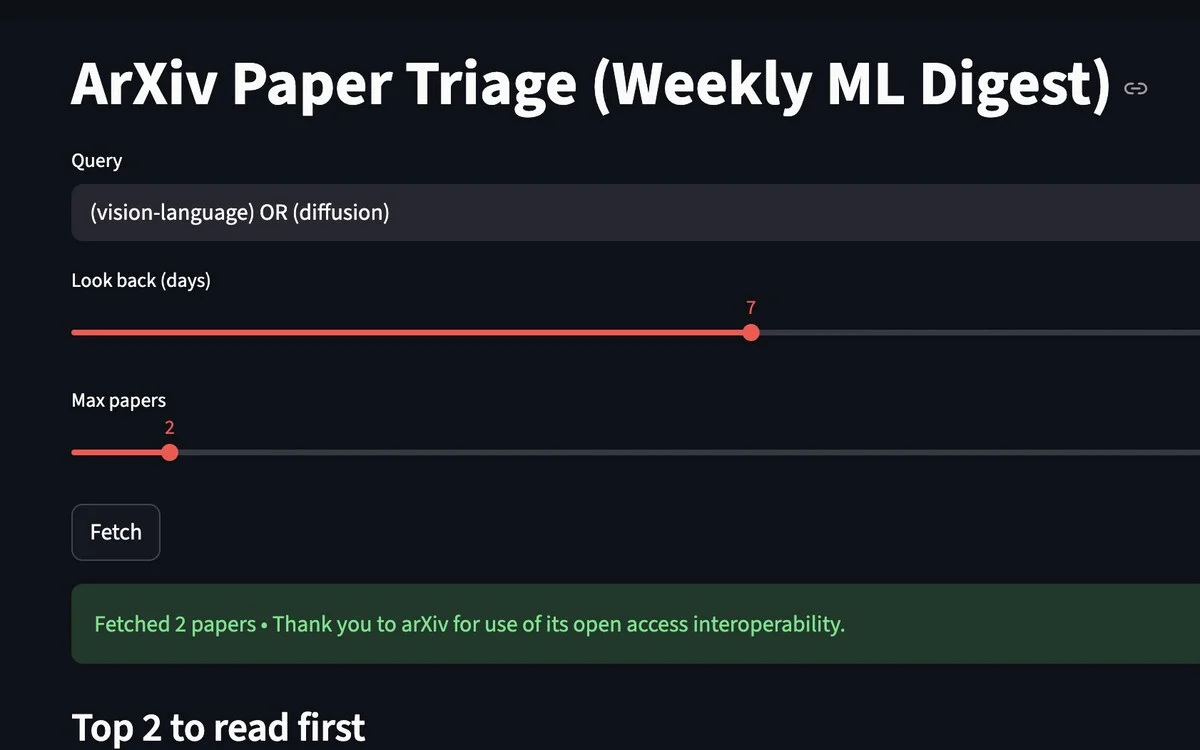 ArXiv Paper Triage (Weekly ML Digest)
Query
(vision-language) OR (diffusion)
Look back (days)
7
Max papers
2
Fetch
Fetched 2 papers • Thank you to arXiv for use of its open access interoperability.
Top 2 to read first